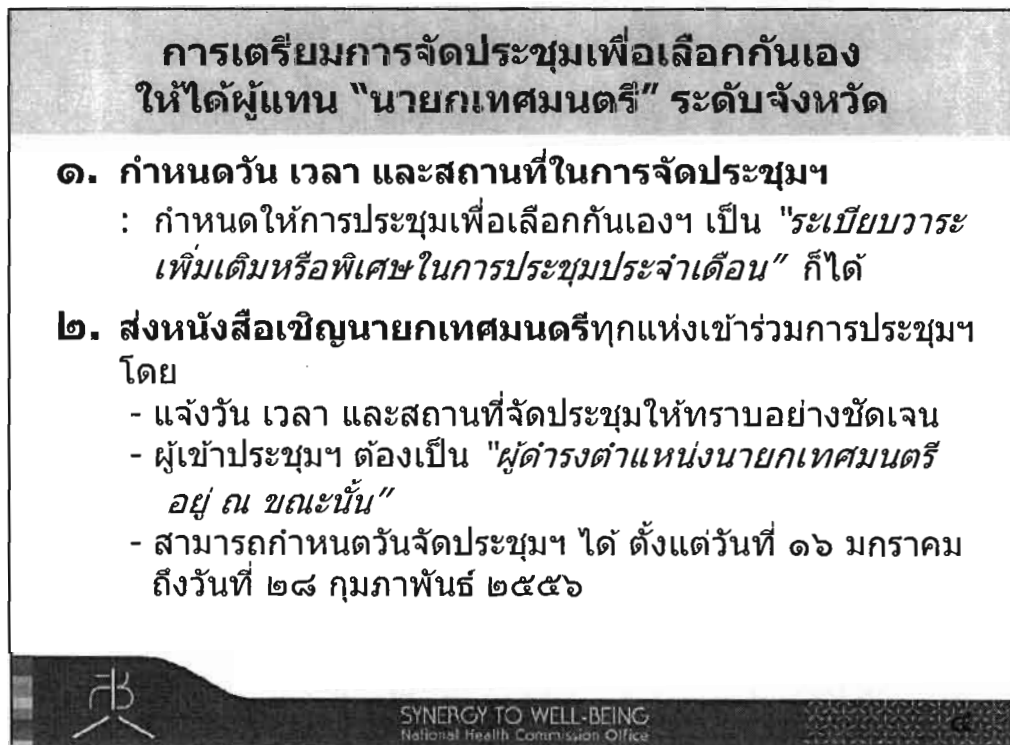 การเตรียมการจัดประชุมเพื่อเลือกกันเอง
ให้ได้ผู้แทน “นายกเทศมนตรี” ระดับจังหวัด
๑. กำหนดวัน เวลา และสถานที่ในการจัดประชุมฯ
: กำหนดให้การประชุมเพื่อเลือกกันเองฯ เป็น “ระเบียบวาระ
เพิ่มเติมหรือพิเศษในการประชุมประจำเดือน” ก็ได้
๒. ส่งหนังสือเชิญนายกเทศมนตรีทุกแห่งเข้าร่วมการประชุมฯ
โดย
- แจ้งวัน เวลา และสถานที่จัดประชุมให้ทราบอย่างชัดเจน
- ผู้เข้าประชุมฯ ต้องเป็น “ผู้ดำรงตำแหน่งนายกเทศมนตรี
อยู่ ณ ขณะนั้น”
- สามารถกำหนดวันจัดประชุมฯ ได้ ตั้งแต่วันที่ ๑๖ มกราคม
ถึงวันที่ ๒๘ กุมภาพันธ์ ๒๕๕๖
SYNERGY TO WELL-BEING
National Health Commission Office